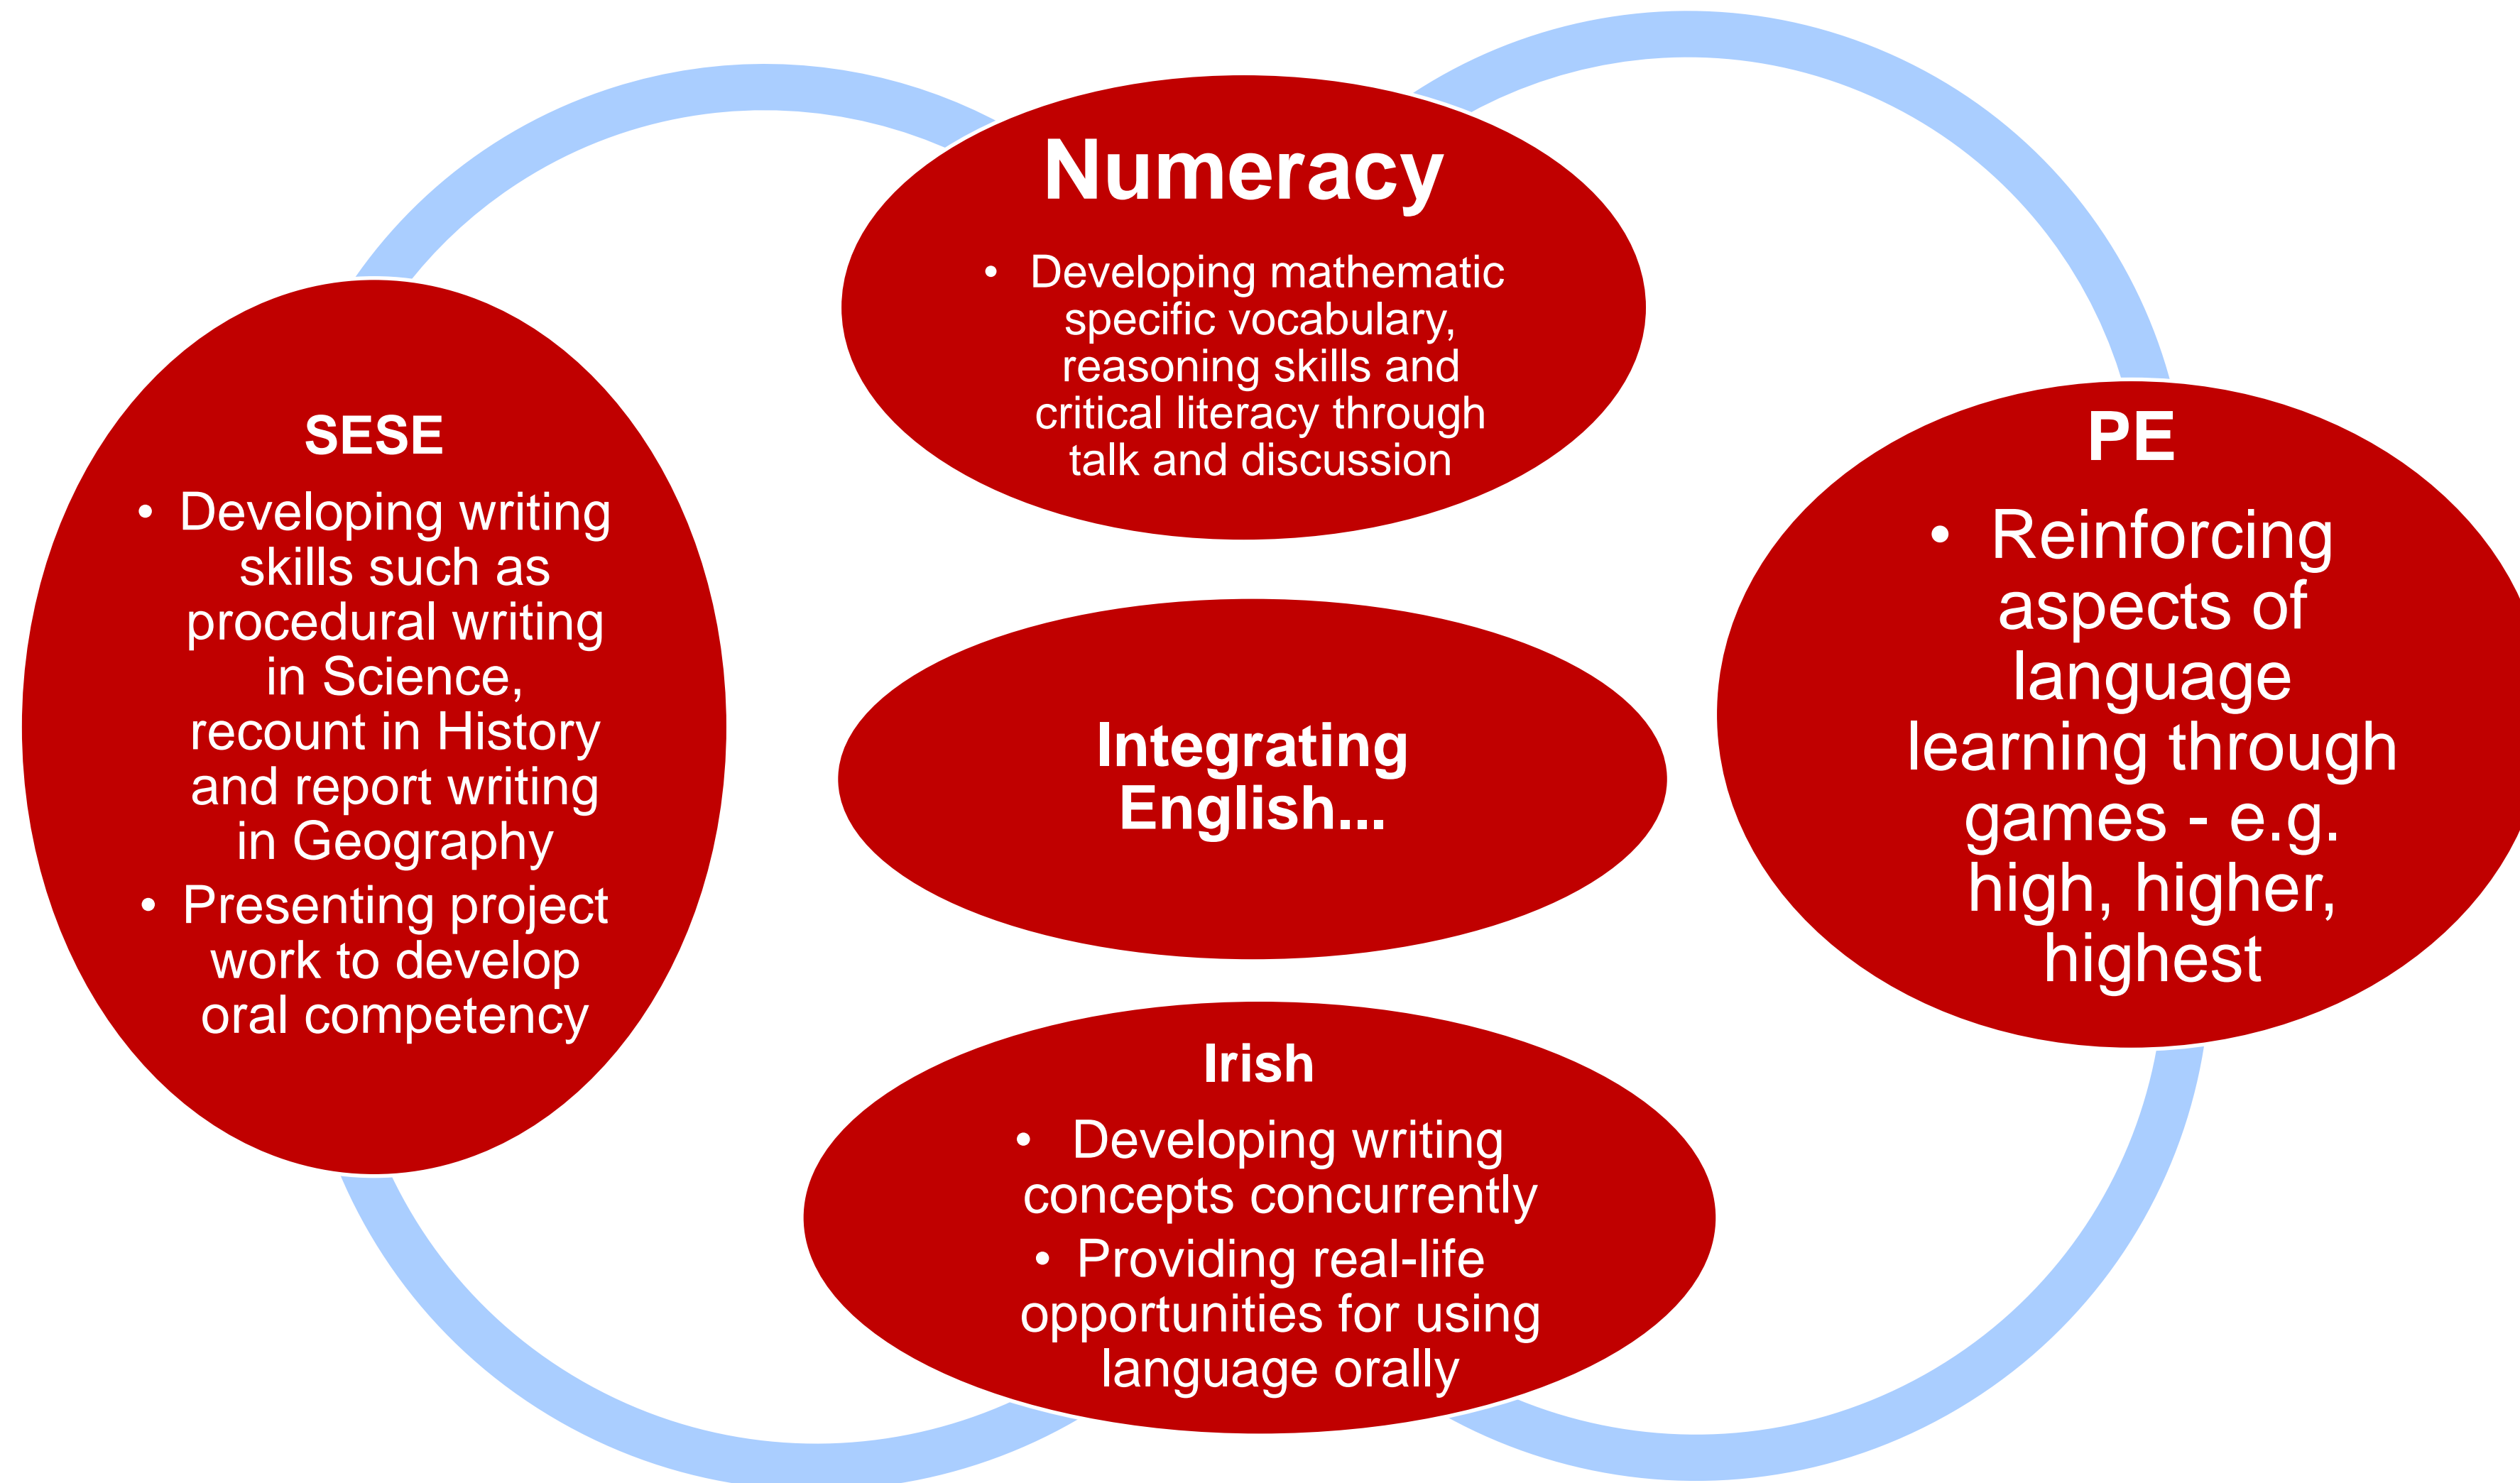 Numeracy
• Developing mathematic
specific vocabulary,
reasoning skills and
critical literacy through
talk and discussion
SESE
• Developing writing
skills such as
procedural writing
in Science,
recount in History
and report writing
in Geography
• Presenting project
work to develop
oral competency
Integrating
English...
PE
• Reinforcing
aspects of
language
learning through
games - e.g.
high, higher,
highest
Irish
• Developing writing
concepts concurrently
• Providing real-life
opportunities for using
language orally